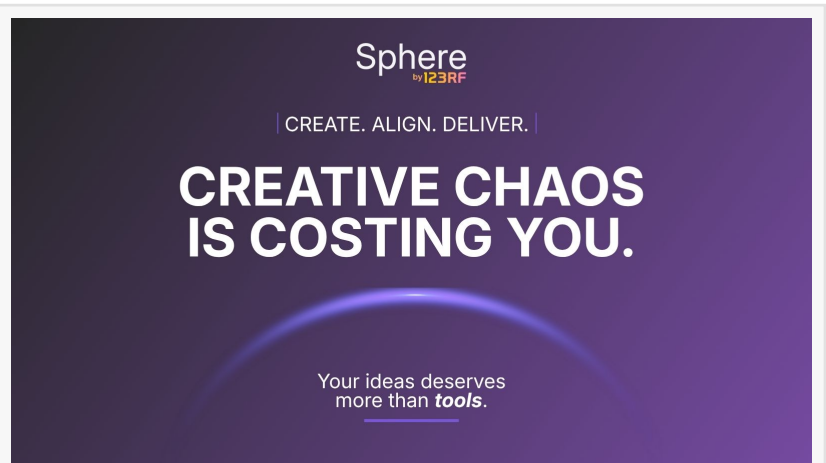 Sphere
by 123RF
CREATE. ALIGN. DELIVER.
CREATIVE CHAOS
IS COSTING YOU.
Your ideas deserves
more than tools.